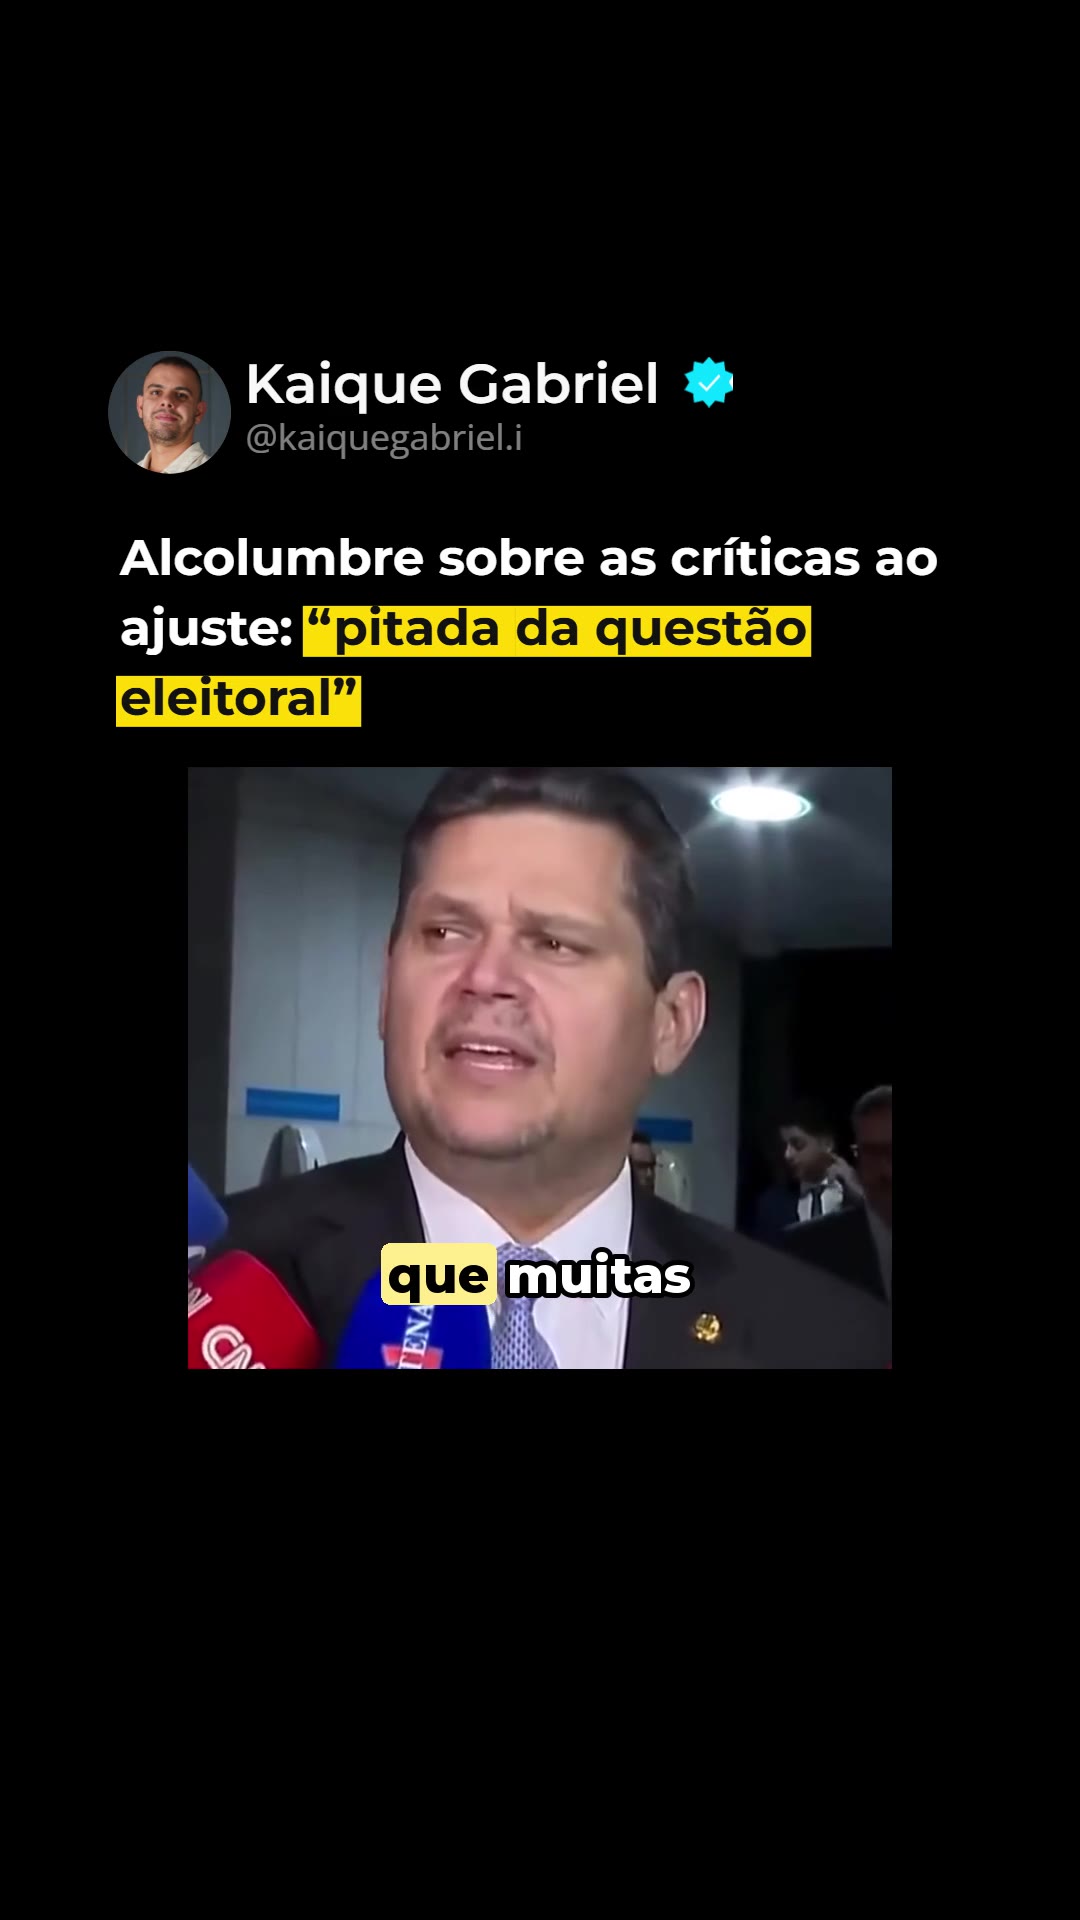 Kaique Gabriel
@kaiquegabriel.i
Alcolumbre sobre as críticas ao
ajuste: “pitada da questão
eleitoral”
que muitas